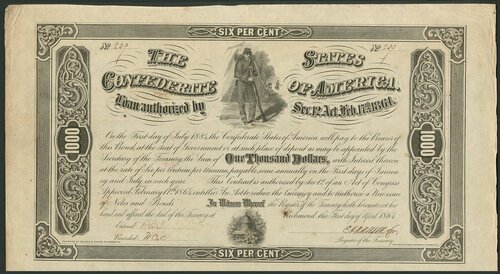 SIX PER CENT.
No 230 No 230
THE STATES
CONFEDERATE OF AMERICA.
Loan authorized by Sec. 12, Act. Feb. 17th 1864.
On the First day of July 1884, the Confederate States of America will pay to the Bearer of
this Bond, at the seat of Government or at such place of deposit as may be appointed by the
Secretary of the Treasury, the Sum of One Thousand Dollars, with Interest thereon
at the rate of Six per Centum per annum payable semi annually on the First days of Janua-
ry and July in each year. This Contract is authorized by the 12th of an Act of Congress
Approved February 17th 1864 entitled An Act to reduce the Currency and to authorize a New issue
of Notes and Bonds. In Witness Whereof the Register of the Treasury hath hereunto set his
hand and affixed the Seal of the Treasury at Richmond this First day of April 1864
Entered
Recorded
Register of the Treasury
1000
1000
SIX PER CENT.